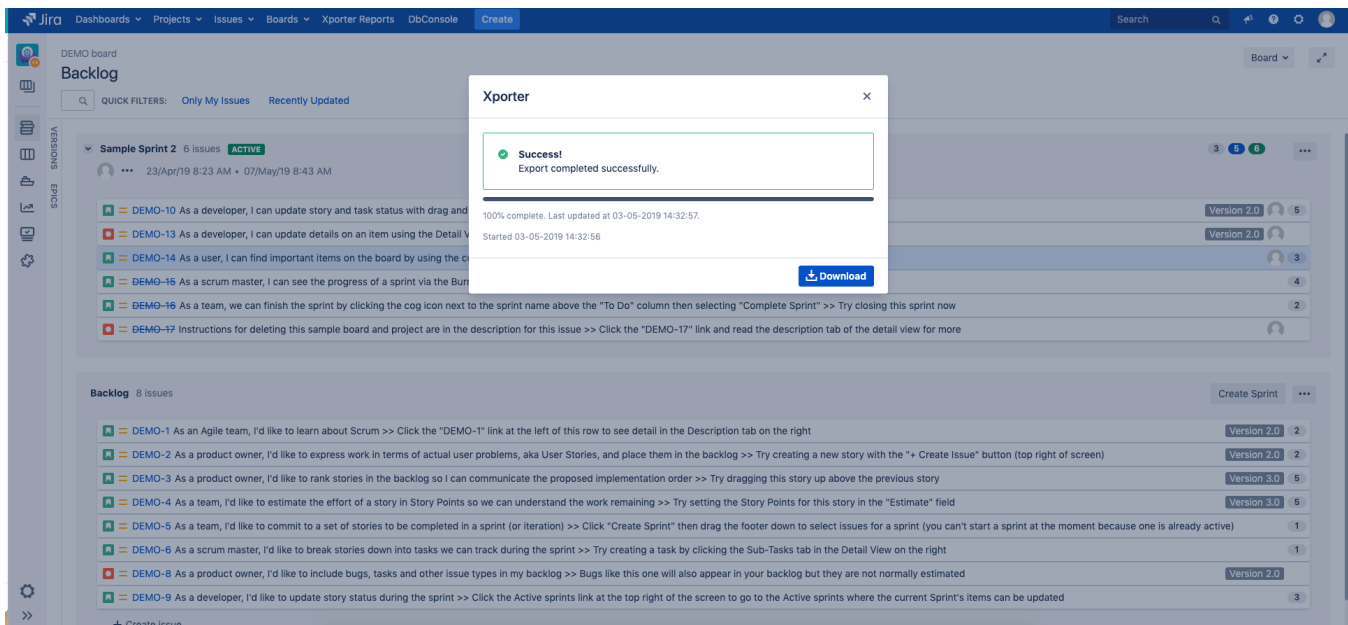 Jira Dashboards Projects Issues Boards Xporter Reports DbConsole Create Search
DEMO board
Board
Backlog
QUICK FILTERS: Only My Issues Recently Updated
VERSIONS
EPICS
Sample Sprint 2 6 issues ACTIVE 3 5 6
23/Apr/19 8:23 AM • 07/May/19 8:43 AM
DEMO-10 As a developer, I can update story and task status with drag and Version 2.0 5
DEMO-13 As a developer, I can update details on an item using the Detail Version 2.0
DEMO-14 As a user, I can find important items on the board by using the 3
DEMO-15 As a scrum master, I can see the progress of a sprint via the 4
DEMO-16 As a team, we can finish the sprint by clicking the cog icon next to the sprint name above the "To Do" column then selecting "Complete Sprint" >> Try closing this sprint now 2
DEMO-17 Instructions for deleting this sample board and project are in the description for this issue >> Click the "DEMO-17" link and read the description tab of the detail view for more
Xporter
Success!
Export completed successfully.
100% complete. Last updated at 03-05-2019 14:32:57.
Started 03-05-2019 14:32:56
Download
Backlog 8 issues Create Sprint
DEMO-1 As an Agile team, I'd like to learn about Scrum >> Click the "DEMO-1" link at the left of this row to see detail in the Description tab on the right Version 2.0 2
DEMO-2 As a product owner, I'd like to express work in terms of actual user problems, aka User Stories, and place them in the backlog >> Try creating a new story with the "+ Create Issue" button (top right of screen) Version 2.0 2
DEMO-3 As a product owner, I'd like to rank stories in the backlog so I can communicate the proposed implementation order >> Try dragging this story up above the previous story Version 3.0 5
DEMO-4 As a team, I'd like to estimate the effort of a story in Story Points so we can understand the work remaining >> Try setting the Story Points for this story in the "Estimate" field Version 3.0 5
DEMO-5 As a team, I'd like to commit to a set of stories to be completed in a sprint (or iteration) >> Click "Create Sprint" then drag the footer down to select issues for a sprint (you can't start a sprint at the moment because one is already active) 1
DEMO-6 As a scrum master, I'd like to break stories down into tasks we can track during the sprint >> Try creating a task by clicking the Sub-Tasks tab in the Detail View on the right 1
DEMO-8 As a product owner, I'd like to include bugs, tasks and other issue types in my backlog >> Bugs like this one will also appear in your backlog but they are not normally estimated Version 2.0
DEMO-9 As a developer, I'd like to update story status during the sprint >> Click the Active sprints link at the top right of the screen to go to the Active sprints where the current Sprint's items can be updated 3
+ Create issue